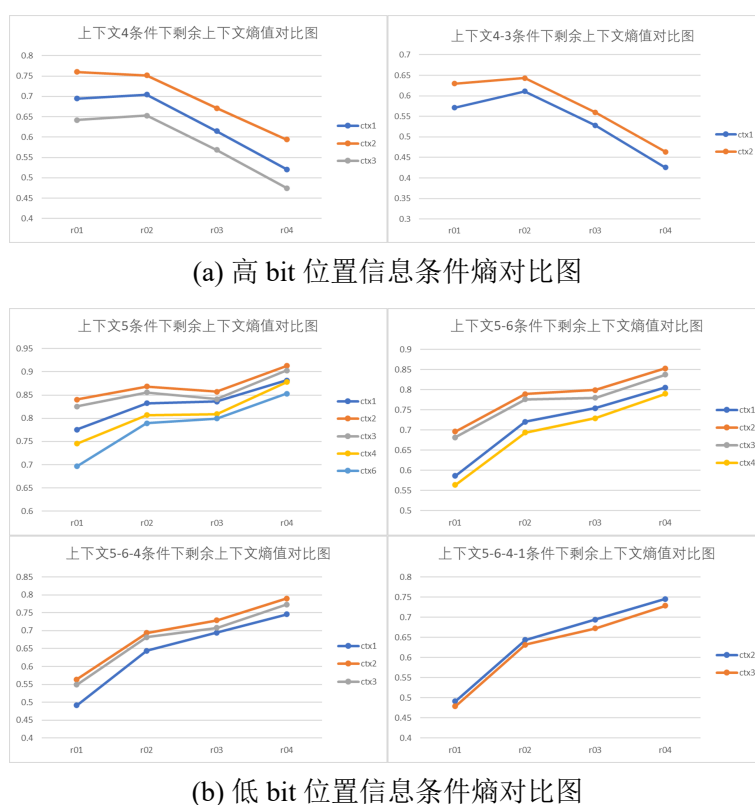 上下文4条件下剩余上下文熵值对比图
0.8
0.75
0.7
0.65
0.6
0.55
0.5
0.45
0.4
r01 r02 r03 r04
ctx1
ctx2
ctx3
上下文4-3条件下剩余上下文熵值对比图
0.7
0.65
0.6
0.55
0.5
0.45
0.4
0.35
0.3
r01 r02 r03 r04
ctx1
ctx2
(a) 高 bit 位置信息条件熵对比图
上下文5条件下剩余上下文熵值对比图
0.95
0.9
0.85
0.8
0.75
0.7
0.65
0.6
r01 r02 r03 r04
ctx1
ctx2
ctx3
ctx4
ctx6
上下文5-6条件下剩余上下文熵值对比图
0.9
0.85
0.8
0.75
0.7
0.65
0.6
0.55
0.5
r01 r02 r03 r04
ctx1
ctx2
ctx3
ctx4
上下文5-6-4条件下剩余上下文熵值对比图
0.85
0.8
0.75
0.7
0.65
0.6
0.55
0.5
0.45
0.4
r01 r02 r03 r04
ctx1
ctx2
ctx3
上下文5-6-4-1条件下剩余上下文熵值对比图
0.8
0.75
0.7
0.65
0.6
0.55
0.5
0.45
0.4
r01 r02 r03 r04
ctx2
ctx3
(b) 低 bit 位置信息条件熵对比图